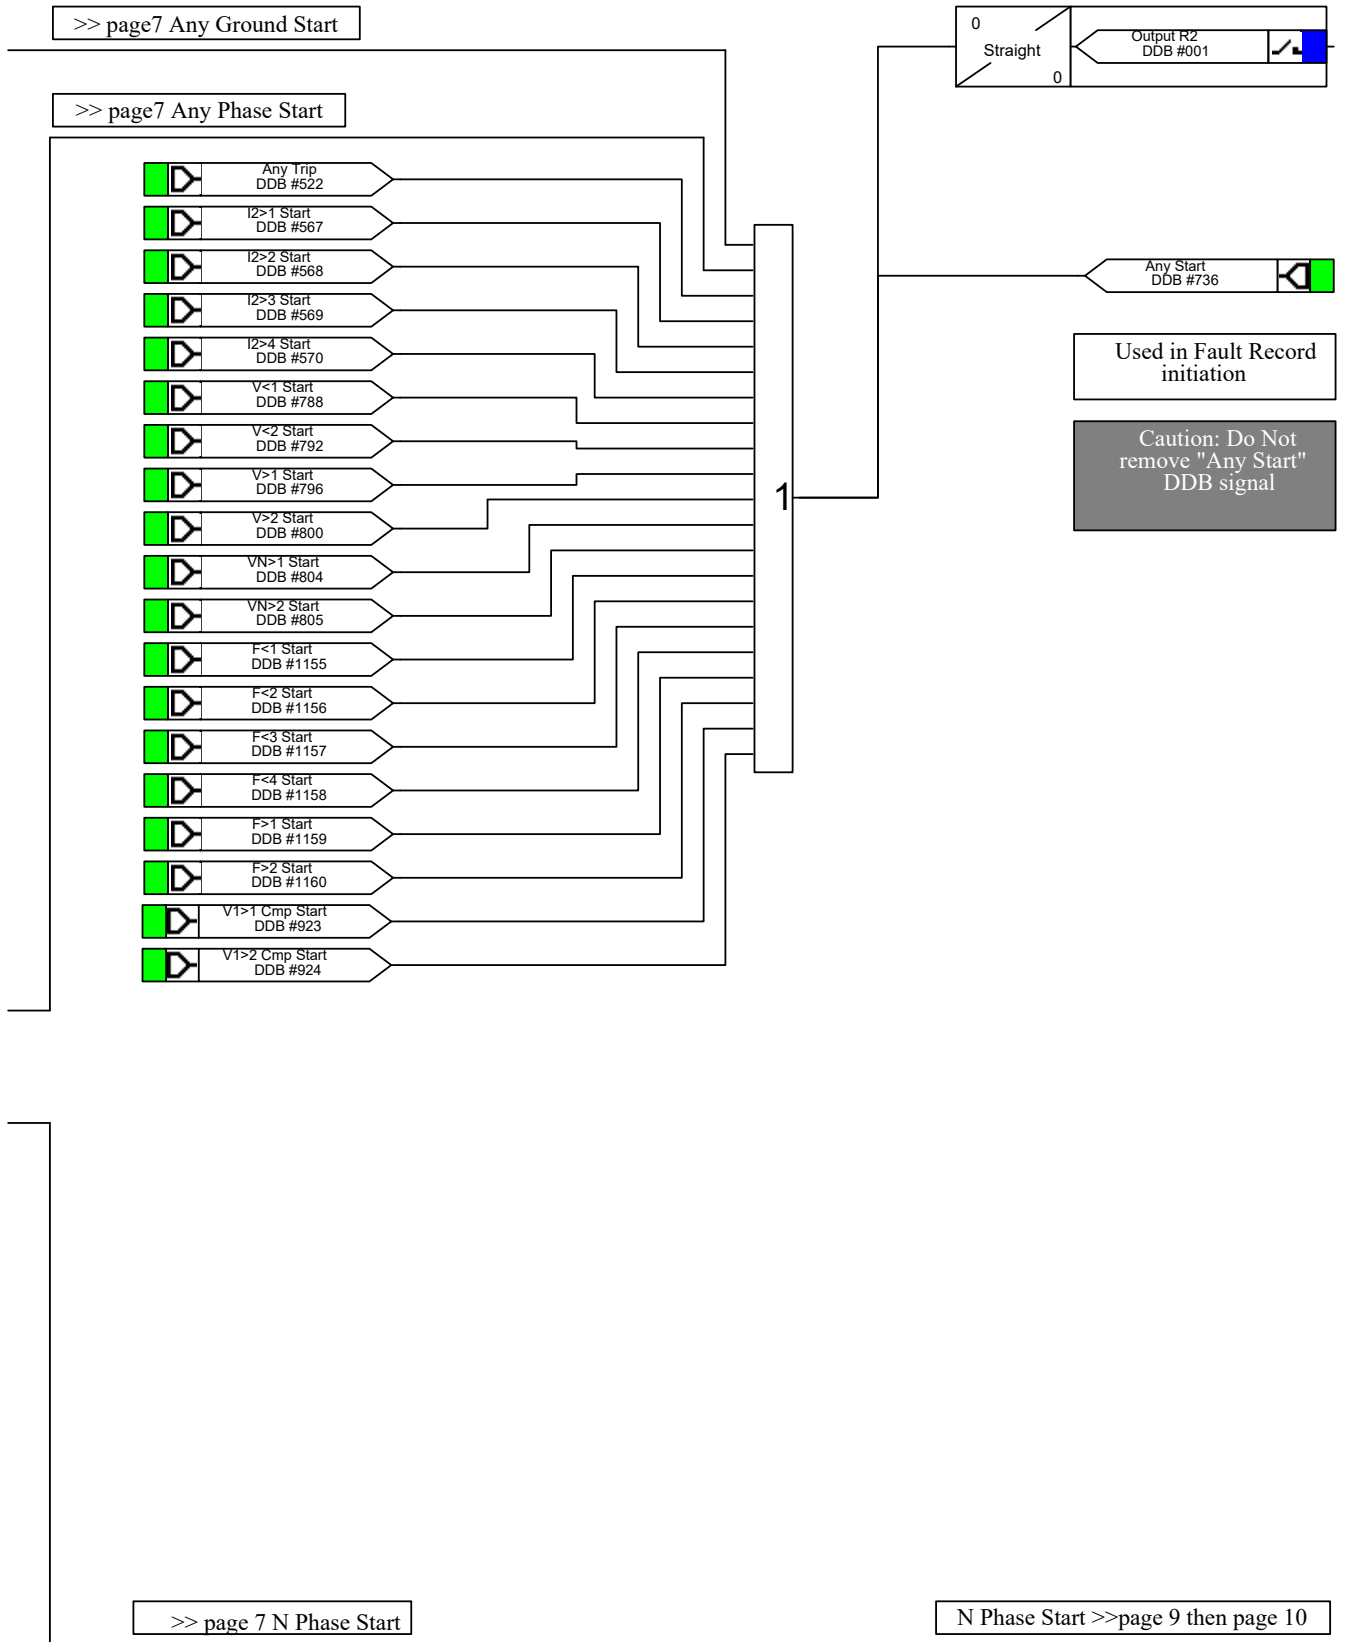 >> page7 Any Ground Start
0
Straight
0
Output R2
DDB #001
>> page7 Any Phase Start
Any Trip
DDB #522
I2>1 Start
DDB #567
I2>2 Start
DDB #568
I2>3 Start
DDB #569
I2>4 Start
DDB #570
V<1 Start
DDB #788
V<2 Start
DDB #792
V>1 Start
DDB #796
V>2 Start
DDB #800
VN>1 Start
DDB #804
VN>2 Start
DDB #805
F<1 Start
DDB #1155
F<2 Start
DDB #1156
F<3 Start
DDB #1157
F<4 Start
DDB #1158
F>1 Start
DDB #1159
F>2 Start
DDB #1160
V1>1 Cmp Start
DDB #923
V1>2 Cmp Start
DDB #924
1
Any Start
DDB #736
Used in Fault Record
initiation
Caution: Do Not
remove "Any Start"
DDB signal
>> page 7 N Phase Start
N Phase Start >>page 9 then page 10